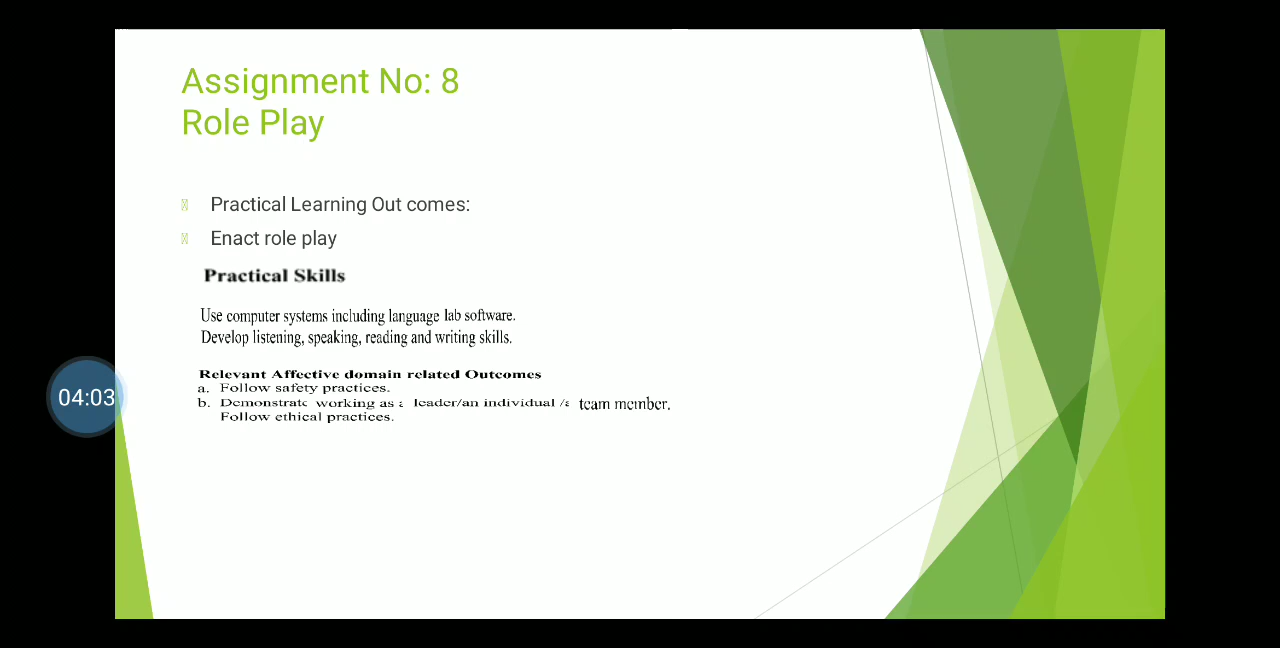 Assignment No: 8
Role Play
Practical Learning Out comes:
Enact role play
Practical Skills
Use computer systems including language lab software.
Develop listening, speaking, reading and writing skills.
Relevant Affective domain related Outcomes
a. Follow safety practices.
b. Demonstrate working as a leader/an individual /a team member.
Follow ethical practices.
04:03